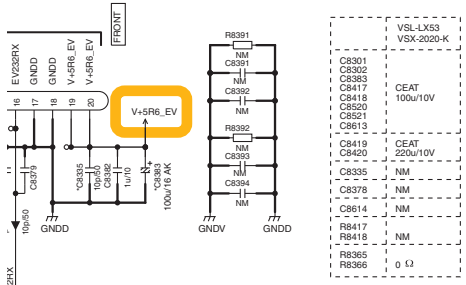 FRONT
EV232RX
GNDD
GNDD
V+5R6_EV
V+5R6_EV
16
17
18
19
20
V+5R6_EV
C8379
10p/50
*C8335
10p/50
C8382
1u/10
*C8383
100u/16 AK
GNDD
2RX
R8391
NM
C8391
NM
C8392
NM
R8392
NM
C8393
NM
C8394
NM
GNDV
GNDD
VSL-LX53
VSX-2020-K
C8301
C8302
C8383
C8417 CEAT
C8418 100u/10V
C8520
C8521
C8613
C8419 CEAT
C8420 220u/10V
C8335 NM
C8378 NM
C8614 NM
R8417
R8418 NM
R8365
R8366 0 Ω